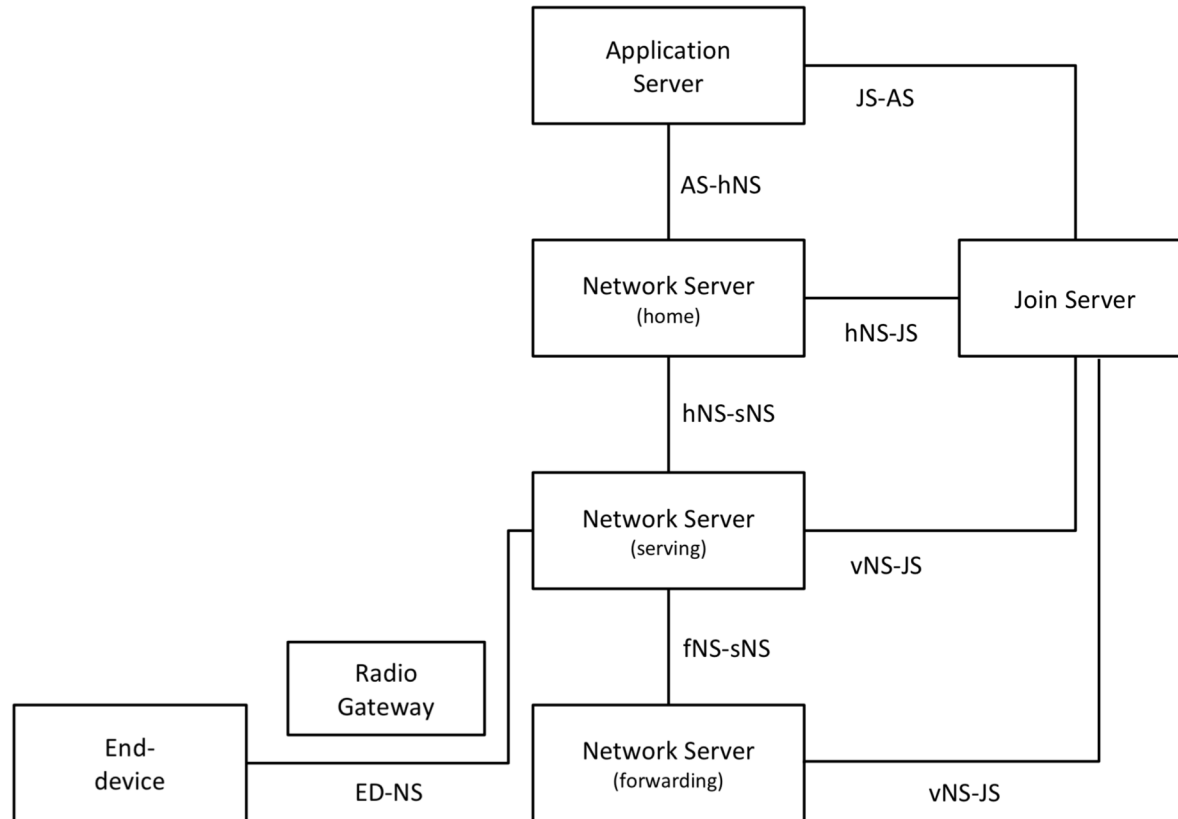 Application
Server
JS-AS
AS-hNS
Network Server
(home)
Join Server
hNS-JS
hNS-sNS
Network Server
(serving)
vNS-JS
fNS-sNS
Radio
Gateway
End-
device
ED-NS
Network Server
(forwarding)
vNS-JS